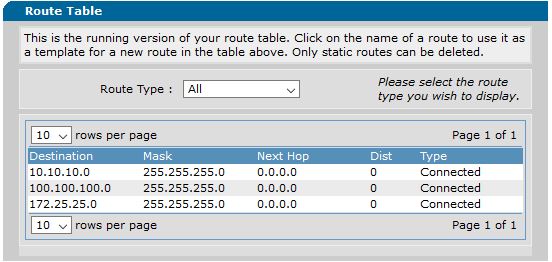 Route Table
This is the running version of your route table. Click on the name of a route to use it as
a template for a new route in the table above. Only static routes can be deleted.
Route Type : All
Please select the route
type you wish to display.
10 rows per page Page 1 of 1
Destination Mask Next Hop Dist Type
10.10.10.0 255.255.255.0 0.0.0.0 0 Connected
100.100.100.0 255.255.255.0 0.0.0.0 0 Connected
172.25.25.0 255.255.255.0 0.0.0.0 0 Connected
10 rows per page Page 1 of 1